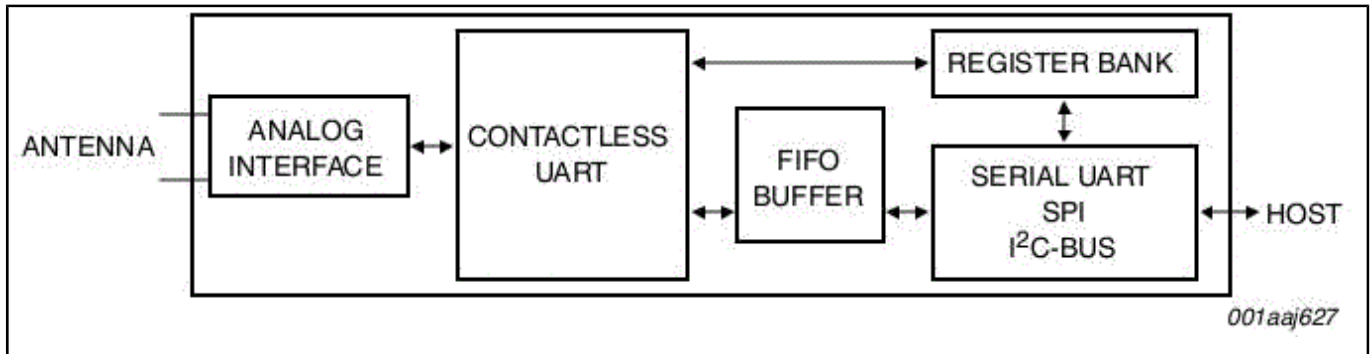 ANTENNA
ANALOG
INTERFACE
CONTACTLESS
UART
FIFO
BUFFER
REGISTER BANK
SERIAL UART
SPI
I²C-BUS
HOST
001aaj627